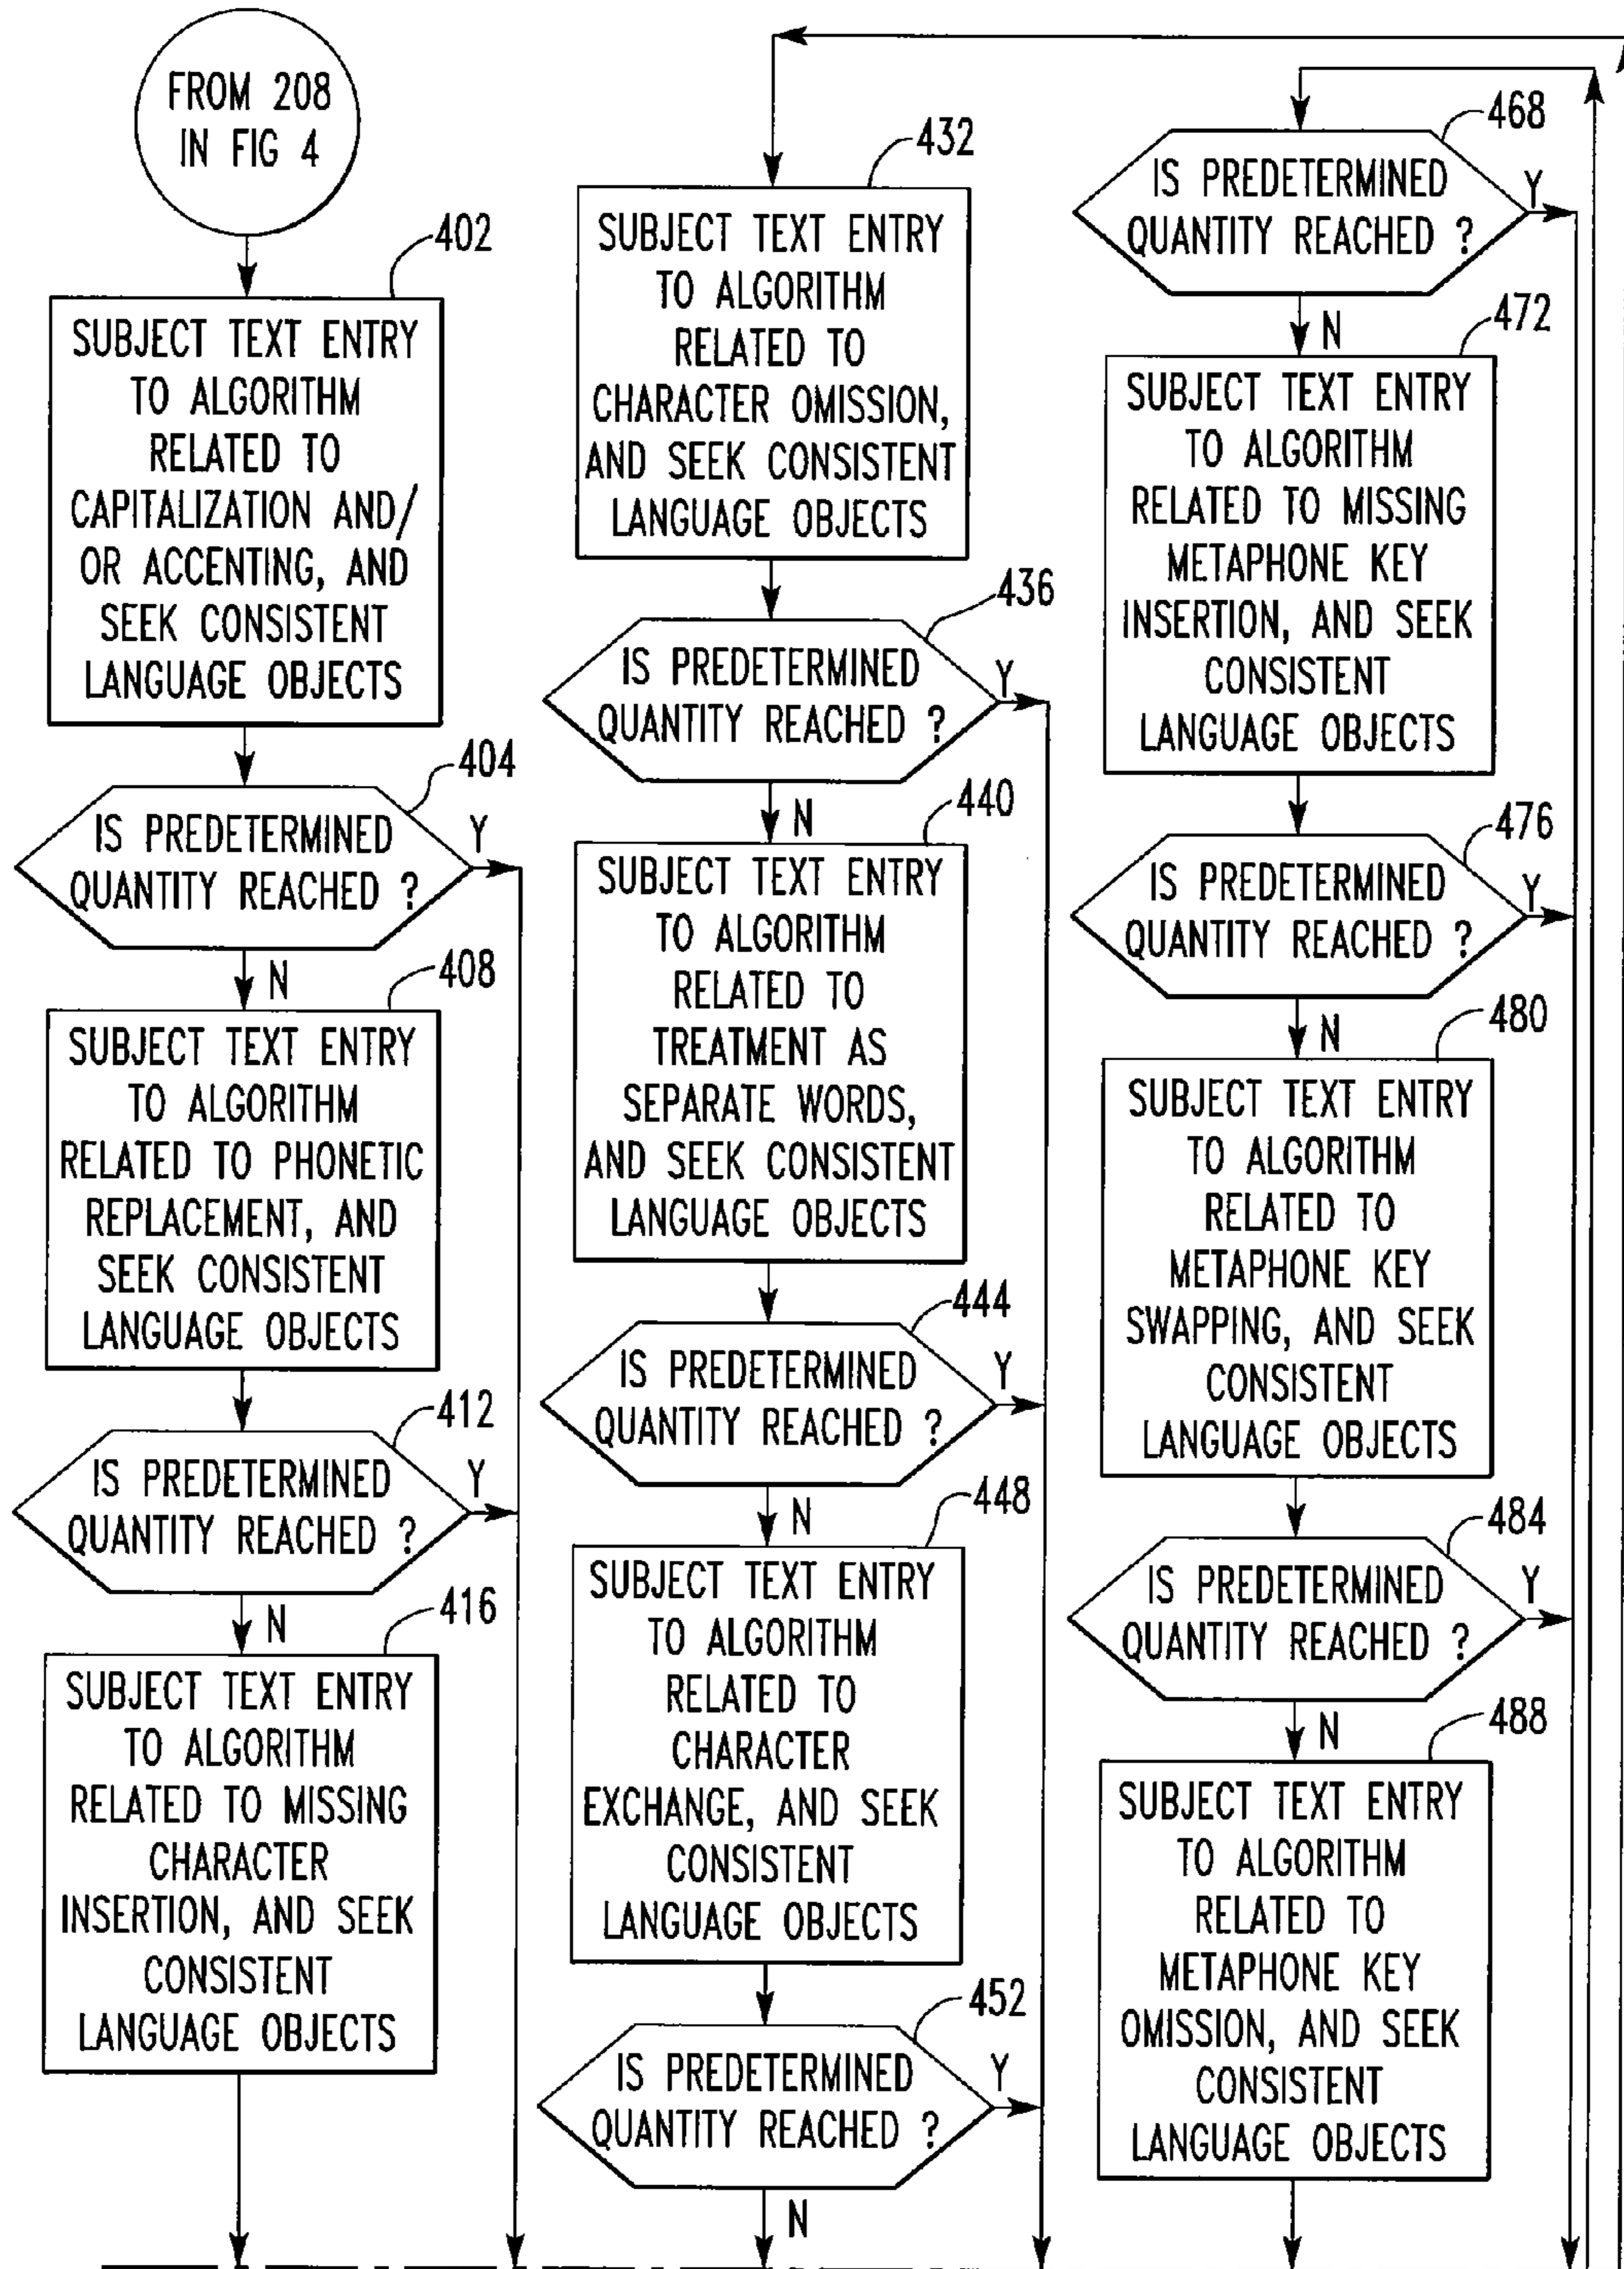 FROM 208
IN FIG 4
402
SUBJECT TEXT ENTRY
TO ALGORITHM
RELATED TO
CAPITALIZATION AND/
OR ACCENTING, AND
SEEK CONSISTENT
LANGUAGE OBJECTS
404
IS PREDETERMINED
QUANTITY REACHED ?
Y
N
408
SUBJECT TEXT ENTRY
TO ALGORITHM
RELATED TO PHONETIC
REPLACEMENT, AND
SEEK CONSISTENT
LANGUAGE OBJECTS
412
IS PREDETERMINED
QUANTITY REACHED ?
Y
N
416
SUBJECT TEXT ENTRY
TO ALGORITHM
RELATED TO MISSING
CHARACTER
INSERTION, AND SEEK
CONSISTENT
LANGUAGE OBJECTS
432
SUBJECT TEXT ENTRY
TO ALGORITHM
RELATED TO
CHARACTER OMISSION,
AND SEEK CONSISTENT
LANGUAGE OBJECTS
436
IS PREDETERMINED
QUANTITY REACHED ?
Y
N
440
SUBJECT TEXT ENTRY
TO ALGORITHM
RELATED TO
TREATMENT AS
SEPARATE WORDS,
AND SEEK CONSISTENT
LANGUAGE OBJECTS
444
IS PREDETERMINED
QUANTITY REACHED ?
Y
N
448
SUBJECT TEXT ENTRY
TO ALGORITHM
RELATED TO
CHARACTER
EXCHANGE, AND SEEK
CONSISTENT
LANGUAGE OBJECTS
452
IS PREDETERMINED
QUANTITY REACHED ?
Y
N
468
IS PREDETERMINED
QUANTITY REACHED ?
Y
N
472
SUBJECT TEXT ENTRY
TO ALGORITHM
RELATED TO MISSING
METAPHONE KEY
INSERTION, AND SEEK
CONSISTENT
LANGUAGE OBJECTS
476
IS PREDETERMINED
QUANTITY REACHED ?
Y
N
480
SUBJECT TEXT ENTRY
TO ALGORITHM
RELATED TO
METAPHONE KEY
SWAPPING, AND SEEK
CONSISTENT
LANGUAGE OBJECTS
484
IS PREDETERMINED
QUANTITY REACHED ?
Y
N
488
SUBJECT TEXT ENTRY
TO ALGORITHM
RELATED TO
METAPHONE KEY
OMISSION, AND SEEK
CONSISTENT
LANGUAGE OBJECTS